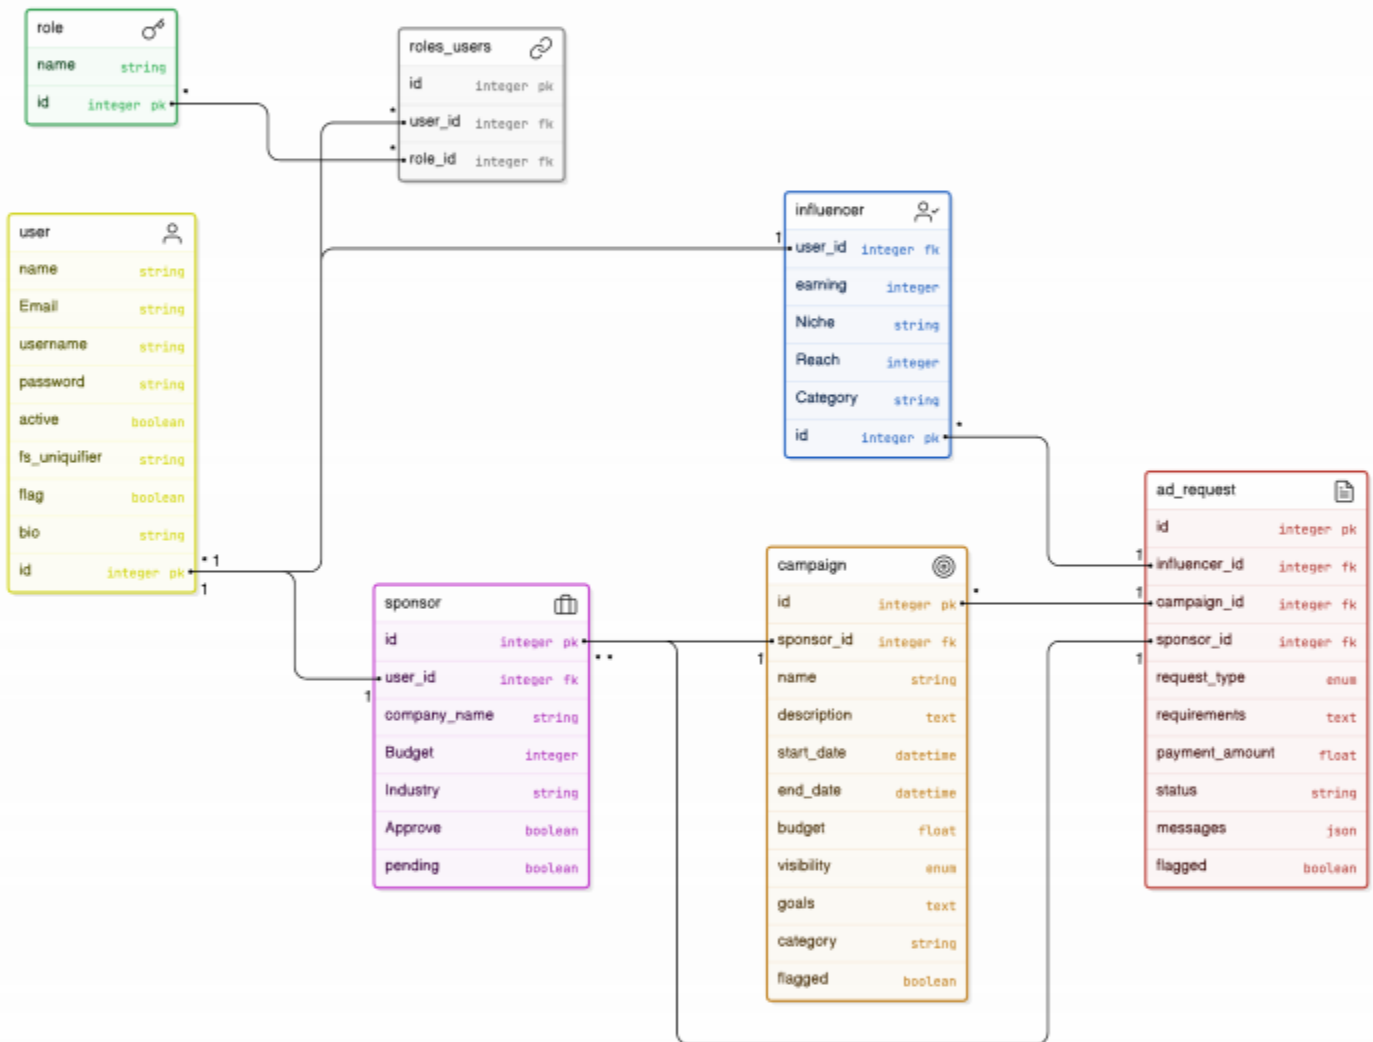 role
name string
id integer pk
*
roles_users
id integer pk
* user_id integer fk
* role_id integer fk
user
name string
Email string
username string
password string
active boolean
fs_uniquifier string
flag boolean
bio string
id integer pk
* 1
1
influencer
1 user_id integer fk
earning integer
Niche string
Reach integer
Category string
id integer pk
*
sponsor
id integer pk
* *
user_id integer fk
1
company_name string
Budget integer
Industry string
Approve boolean
pending boolean
campaign
id integer pk
*
sponsor_id integer fk
1
name string
description text
start_date datetime
end_date datetime
budget float
visibility enum
goals text
category string
flagged boolean
ad_request
id integer pk
1
influencer_id integer fk
1
campaign_id integer fk
sponsor_id integer fk
1
request_type enum
requirements text
payment_amount float
status string
messages json
flagged boolean